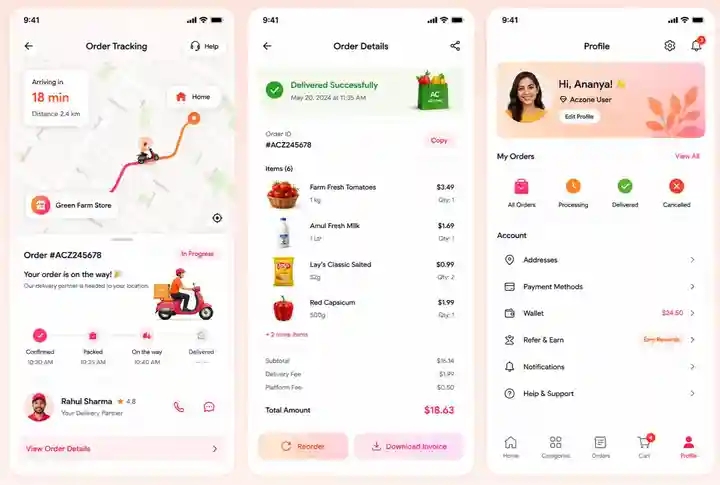 9:41
Order Tracking
Help
Arriving in
18 min
Distance 2.4 km
Home
Green Farm Store
Order #ACZ245678
In Progress
Your order is on the way!
Our delivery partner is headed to your location.
Confirmed
Packed
On the way
Delivered
10:30 AM
10:35 AM
10:40 AM
-- --
Rahul Sharma
4.8
Your Delivery Partner
View Order Details
9:41
Order Details
Delivered Successfully
May 20, 2024 at 11:35 AM
AC
Order ID
#ACZ245678
Copy
Items (6)
Farm Fresh Tomatoes
$3.49
1 kg
Qty: 1
Amul Fresh Milk
$1.69
1 Ltr
Qty: 1
Lay's Classic Salted
$0.99
52g
Qty: 2
Lay's
Red Capsicum
$1.99
500g
Qty: 1
+ 2 more items
Subtotal
$16.14
Delivery Fee
$1.99
Platform Fee
$0.50
Total Amount
$18.63
Reorder
Download Invoice
9:41
Profile
3
Hi, Ananya!
Aczone User
Edit Profile
My Orders
View All
All Orders
Processing
Delivered
Cancelled
Account
Addresses
Payment Methods
Wallet
$24.50
Refer & Earn
Earn Rewards
Notifications
Help & Support
Home
Categories
Orders
Cart
Profile